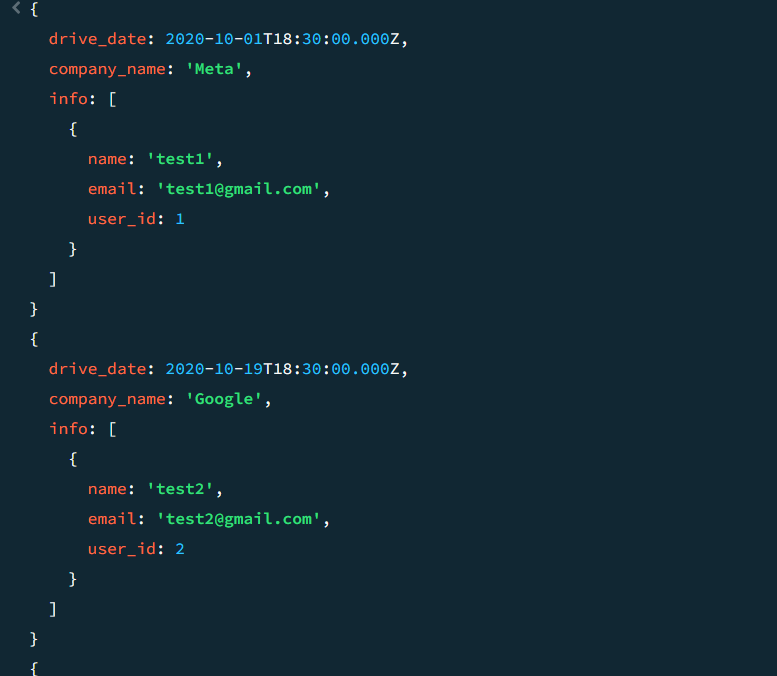 {
drive_date: 2020-10-01T18:30:00.000Z,
company_name: 'Meta',
info: [
{
name: 'test1',
email: 'test1@gmail.com',
user_id: 1
}
]
}
{
drive_date: 2020-10-19T18:30:00.000Z,
company_name: 'Google',
info: [
{
name: 'test2',
email: 'test2@gmail.com',
user_id: 2
}
]
}
{